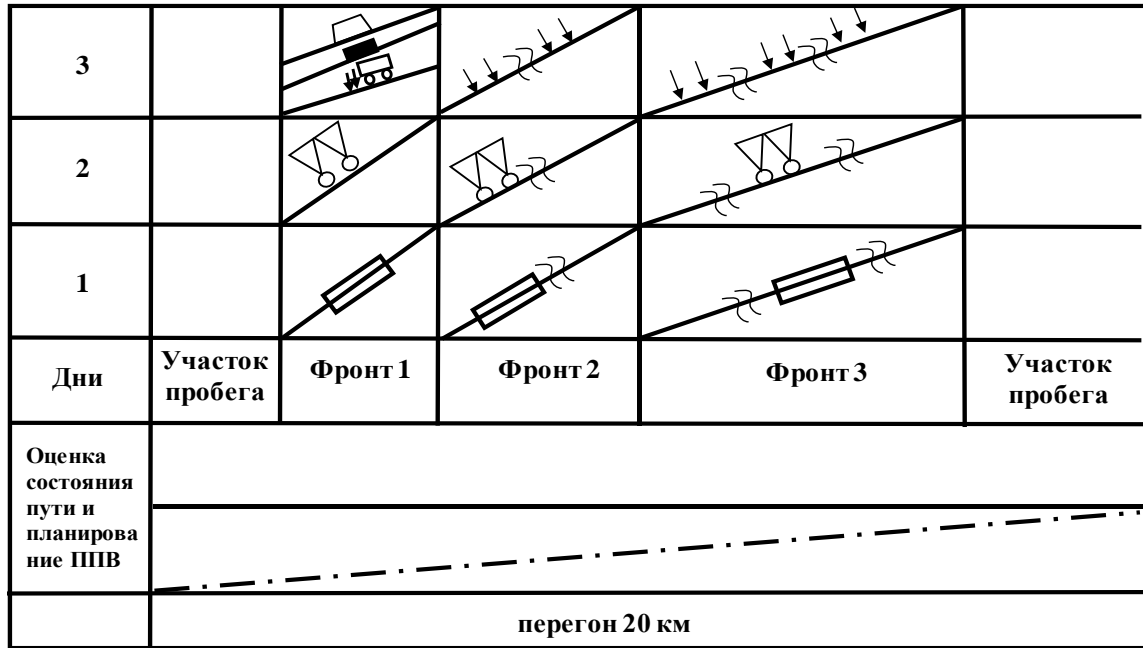 3
2
1
Дни
Участок
пробега
Фронт 1
Фронт 2
Фронт 3
Участок
пробега
Оценка
состояния
пути и
планирова
ние ППВ
перегон 20 км